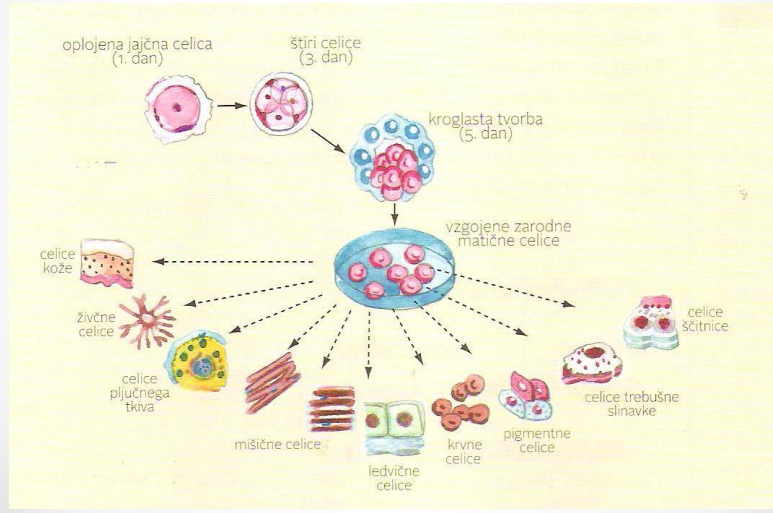 oplojena jajčna celica
(1. dan)
štiri celice
(3. dan)
kroglasta tvorba
(5. dan)
vzgojene zarodne
matične celice
celice
kože
živčne
celice
celice
pljučnega
tkiva
mišične celice
ledvične
celice
krvne
celice
pigmentne
celice
celice trebušne
slinavke
celice
ščitnice